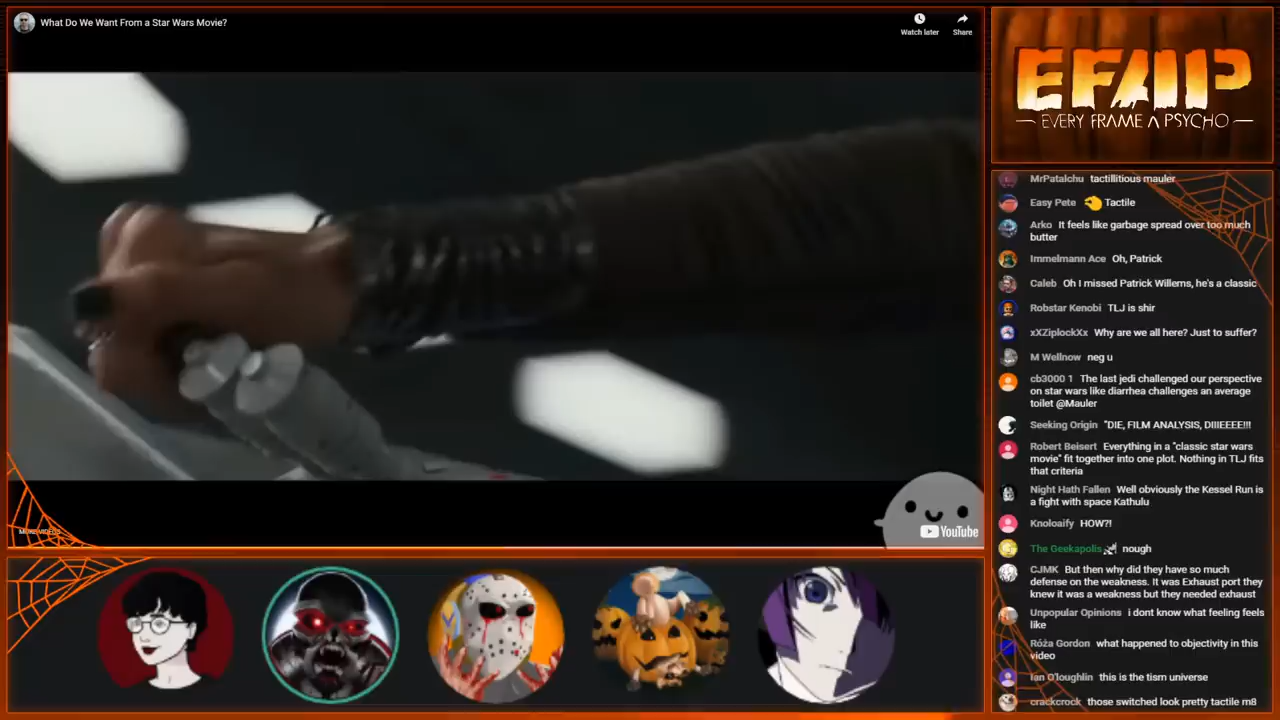 What Do We Want From a Star Wars Movie?
Watch later
Share
MORE VIDEOS
YouTube
EFAP
EVERY FRAME A PSYCHO
MrPatalchu tactillitious mauler
Easy Pete Tactile
Arko It feels like garbage spread over too much
butter
Immelmann Ace Oh, Patrick
Caleb Oh I missed Patrick Willems, he's a classic
Robstar Kenobi TLJ is shir
xXZiplockXx Why are we all here? Just to suffer?
M Wellnow neg u
cb3000 1 The last jedi challenged our perspective
on star wars like diarrhea challenges an average
toilet @Mauler
Seeking Origin "DIE, FILM ANALYSIS, DIIIEEEE!!!
Robert Beisert Everything in a "classic star wars
movie" fit together into one plot. Nothing in TLJ fits
that criteria
Night Hath Fallen Well obviously the Kessel Run is
a fight with space Kathulu
Knoloaify HOW?!
The Geekapolis nough
CJMK But then why did they have so much
defense on the weakness. It was Exhaust port they
knew it was a weakness but they needed exhaust
Unpopular Opinions i dont know what feeling feels
like
Róża Gordon what happened to objectivity in this
video
Ian O'loughlin this is the tism universe
crackcrock those switched look pretty tactile m8